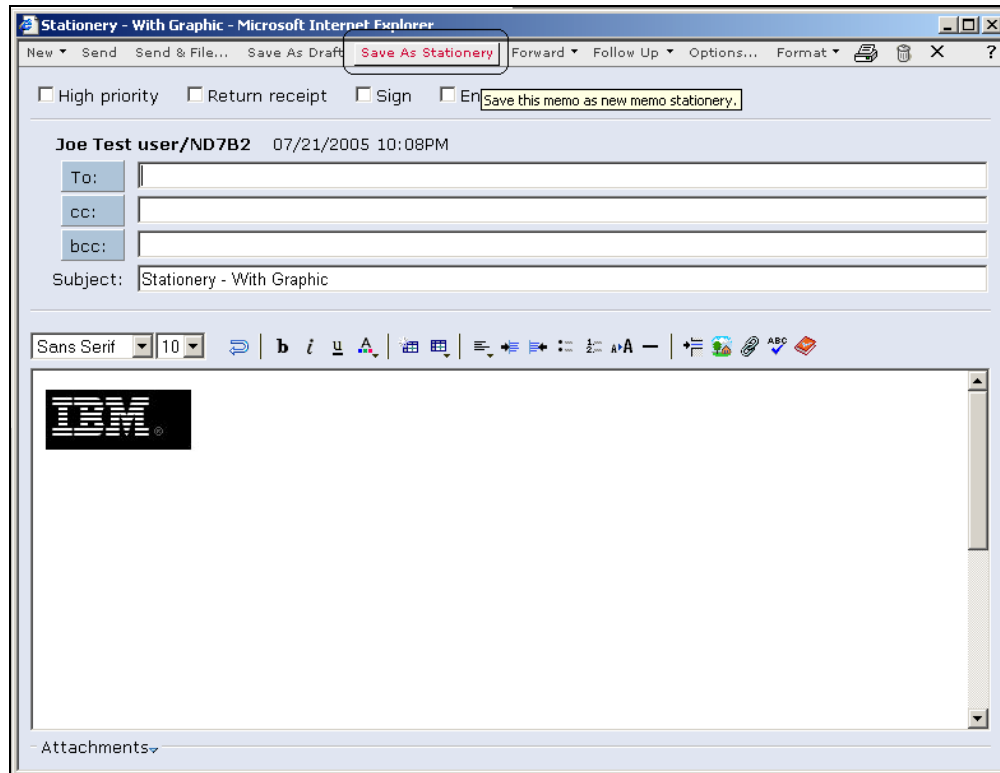 Stationery - With Graphic - Microsoft Internet Explorer
New Send Send & File... Save As Draft Save As Stationery Forward Follow Up Options... Format ?
High priority Return receipt Sign En
Save this memo as new memo stationery.
Joe Test user/ND7B2 07/21/2005 10:08PM
To:
cc:
bcc:
Subject: Stationery - With Graphic
Sans Serif 10 b i u A A ABC
IBM®
Attachments